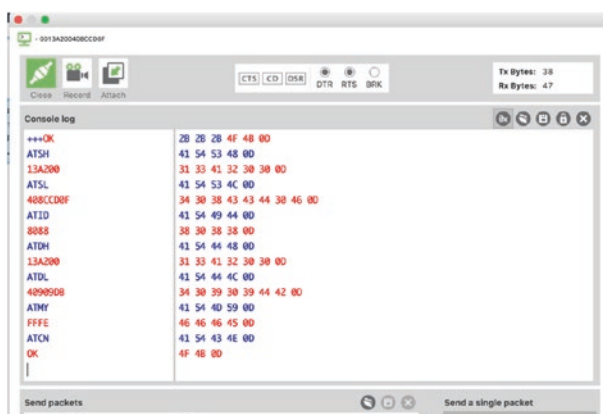 - 0013A200408CCD0F
Close Record Attach
CTS CD DSR DTR RTS BRK
Tx Bytes: 38
Rx Bytes: 47
Console log
+++OK 2B 2B 2B 4F 4B 0D
ATSH 41 54 53 48 0D
13A200 31 33 41 32 30 30 0D
ATSL 41 54 53 4C 0D
408CCD0F 34 30 38 43 43 44 30 46 0D
ATID 41 54 49 44 0D
8088 38 30 38 38 0D
ATDH 41 54 44 48 0D
13A200 31 33 41 32 30 30 0D
ATDL 41 54 44 4C 0D
40909DB 34 30 39 30 39 44 42 0D
ATMY 41 54 4D 59 0D
FFFE 46 46 46 45 0D
ATCN 41 54 43 4E 0D
OK 4F 4B 0D
Send packets
Send a single packet